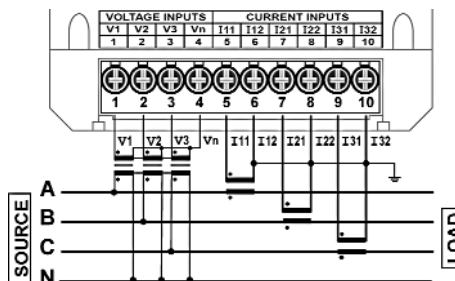 VOLTAGE INPUTS CURRENT INPUTS
V1 V2 V3 Vn I11 I12 I21 I22 I31 I32
1 2 3 4 5 6 7 8 9 10
1 2 3 4 5 6 7 8 9 10
V1 V2 V3 Vn I11 I12 I21 I22 I31 I32
A
B
C
N
SOURCE
LOAD